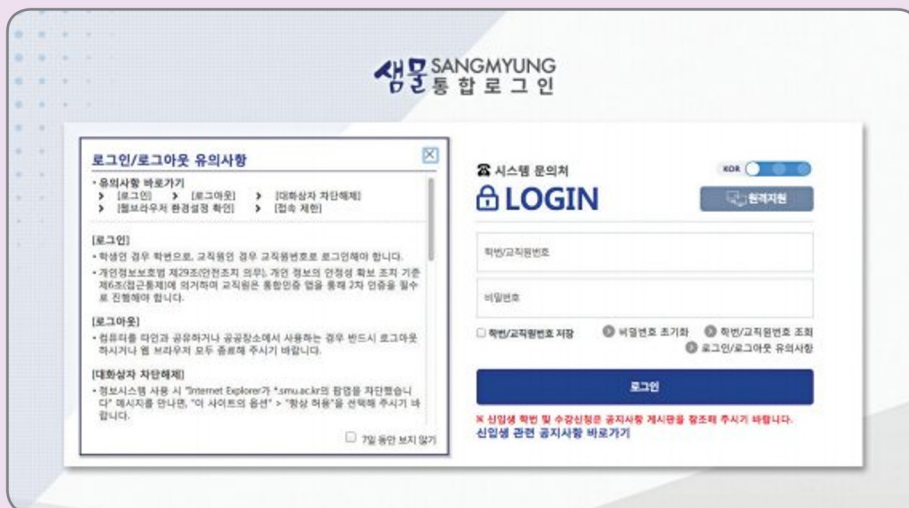 샘물 SANGMYUNG
통합로그인
로그인/로그아웃 유의사항
• 유의사항 바로가기
> [로그인] > [로그아웃] > [대화상자 차단해제]
> [웹브라우저 환경설정 확인] > [접속 제한]
[로그인]
• 학생인 경우 학번으로, 교직원인 경우 교직원번호로 로그인해야 합니다.
• 개인정보보호법 제29조(안전조치 의무), 개인 정보의 안정성 확보 조치 기준
제6조(접근통제)에 의거하여 교직원은 통합인증 앱을 통해 2차 인증을 필수
로 진행해야 합니다.
[로그아웃]
• 컴퓨터를 타인과 공유하거나 공공장소에서 사용하는 경우 반드시 로그아웃
하시거나 웹 브라우저 모두 종료해 주시기 바랍니다.
[대화상자 차단해제]
• 정보시스템 사용 시 "Internet Explorer가 *.smu.ac.kr의 팝업을 차단했습니
다" 메시지를 만나면, "이 사이트의 옵션" > "항상 허용"을 선택해 주시기 바
랍니다.
7일 동안 보지 않기
시스템 문의처
KOR
LOGIN
원격지원
학번/교직원번호
비밀번호
학번/교직원번호 저장 비밀번호 초기화 학번/교직원번호 조회
로그인/로그아웃 유의사항
로그인
※ 신입생 학번 및 수강신청은 공지사항 게시판을 참조해 주시기 바랍니다.
신입생 관련 공지사항 바로가기